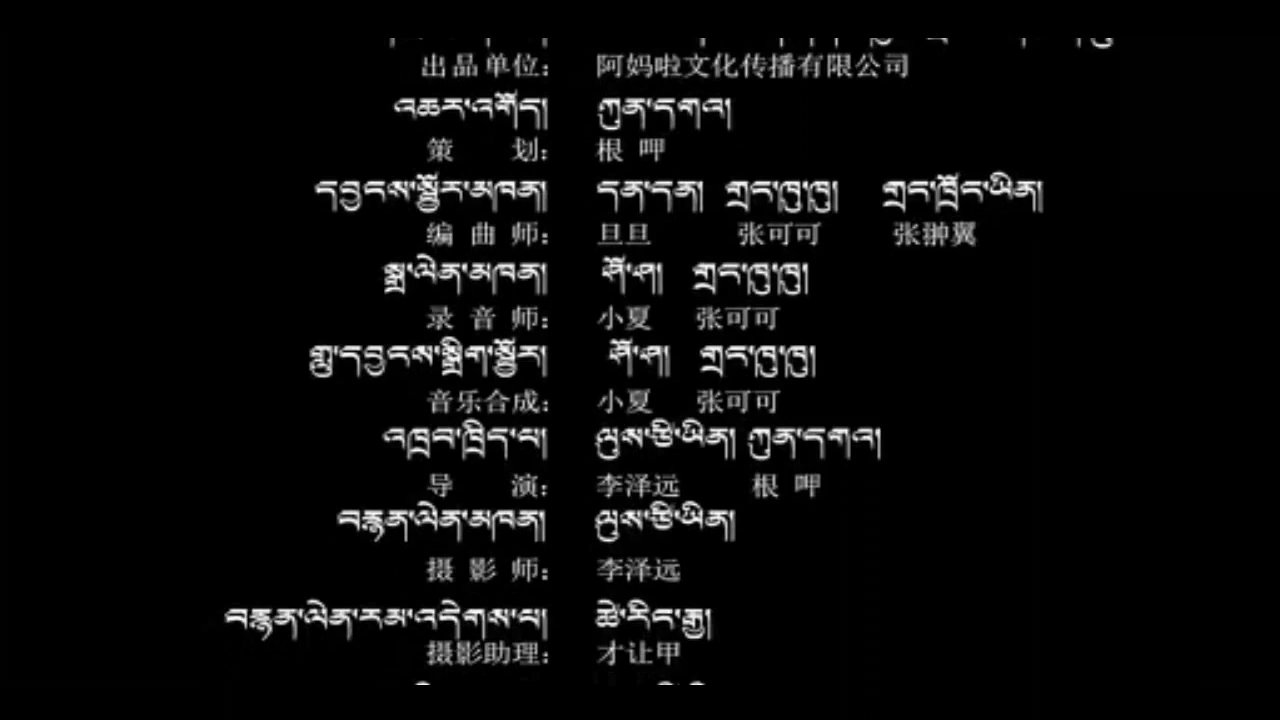 出品单位： 阿妈啦文化传播有限公司
འཆར་འགོད། ཀུན་དགའ།
策 划： 根 呷
དབྱངས་སྦྱོར་མཁན། དན་དན། གྲང་ཁུ་ཁུ། གྲང་ཁྲོང་ཡིན།
编 曲 师： 旦旦 张可可 张翀翼
སྒྲ་ལེན་མཁན། ཤོ་ཤ། གྲང་ཁུ་ཁུ།
录 音 师： 小夏 张可可
གླུ་དབྱངས་སྒྲིག་སྦྱོར། ཤོ་ཤ། གྲང་ཁུ་ཁུ།
音乐合成： 小夏 张可可
འཁྲབ་ཁྲིད་པ། ལུས་ཙེ་ཡིན། ཀུན་དགའ།
导 演： 李泽远 根 呷
བརྙན་ལེན་མཁན། ལུས་ཙེ་ཡིན།
摄 影 师： 李泽远
བརྙན་ལེན་རམ་འདེགས་པ། ཚེ་རིང་རྒྱ།
摄影助理： 才让甲